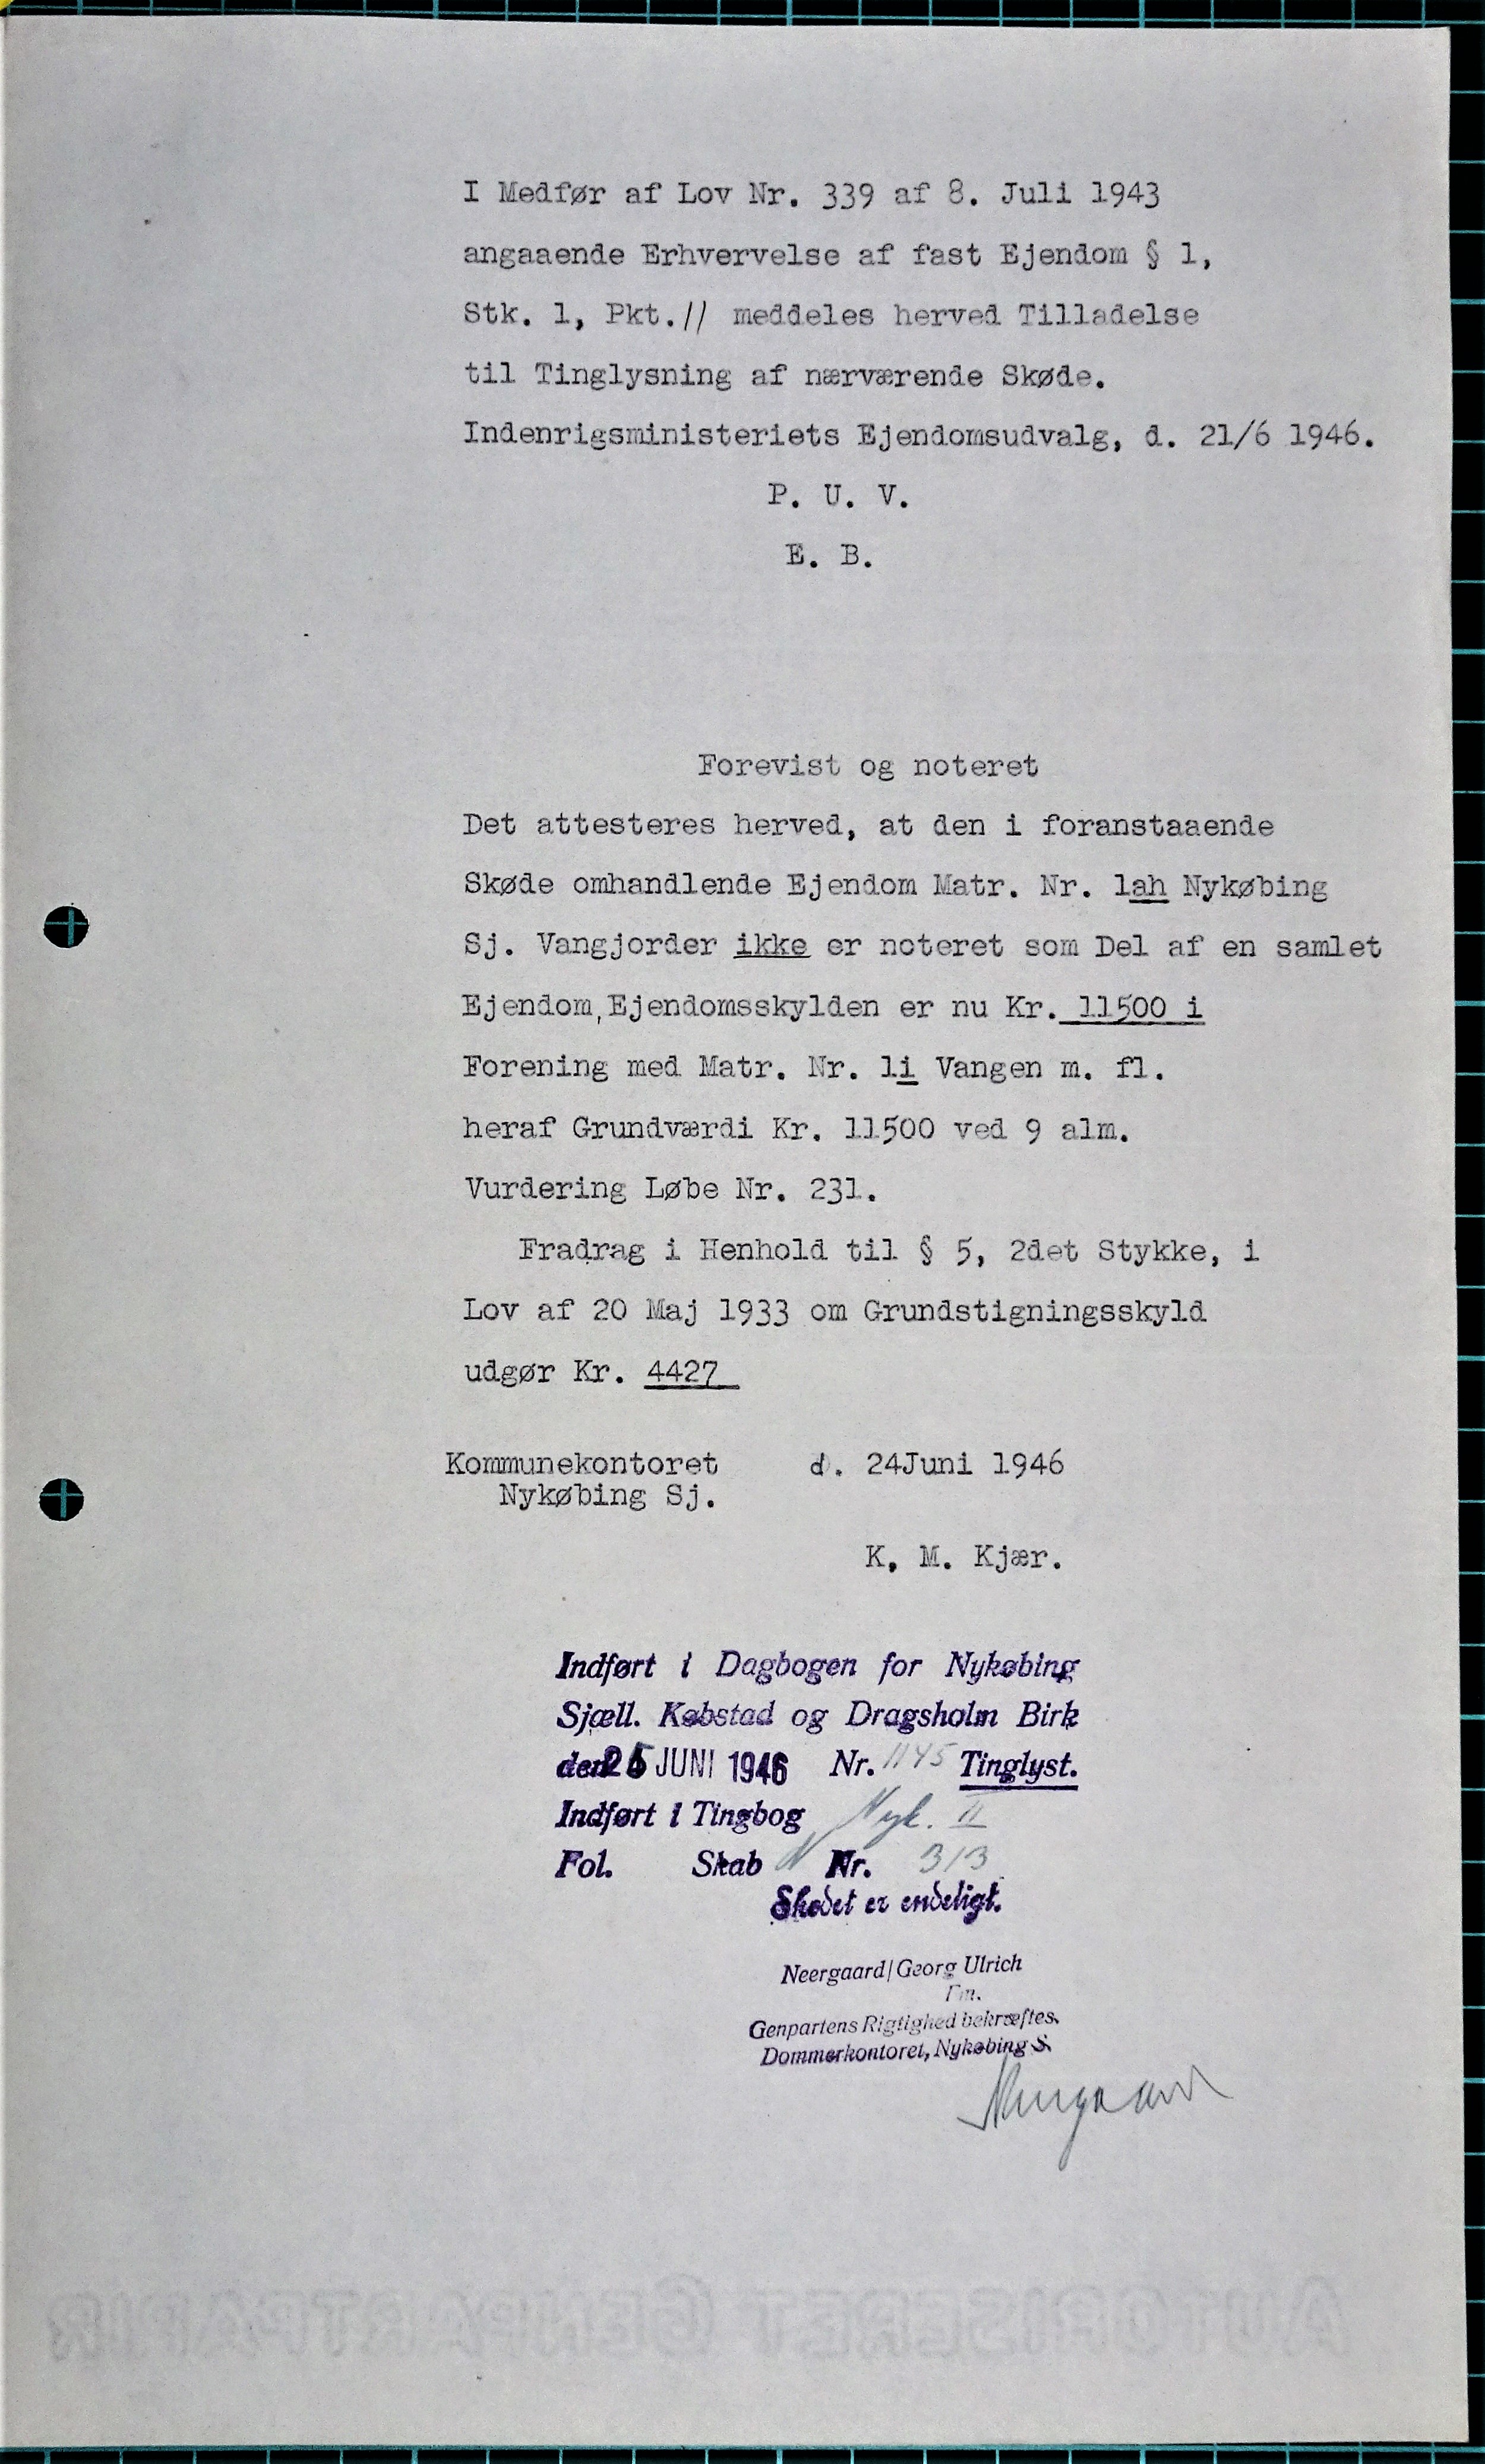 I Medfør af Lov Nr. 339 af 8. Juli 1943
angaaende Erhvervelse af fast Ejendom § 1,
Stk. 1, Pkt. // meddeles herved Tilladelse
til Tinglysning af nærværende Skøde.
Indenrigsministeriets Ejendomsudvalg, d. 21/6 1946.
P. U. V.
E. B.
Forevist og noteret
Det attesteres herved, at den i foranstaaende
Skøde omhandlende Ejendom Matr. Nr. 1ah Nykøbing
Sj. Vangjorder ikke er noteret som Del af en samlet
Ejendom, Ejendomsskylden er nu Kr. 11500 i
Forening med Matr. Nr. 1i Vangen m. fl.
heraf Grundværdi Kr. 11500 ved 9 alm.
Vurdering Løbe Nr. 231.
Fradrag i Henhold til § 5, 2det Stykke, i
Lov af 20 Maj 1933 om Grundstigningsskyld
udgør Kr. 4427
Kommunekontoret d. 24Juni 1946
Nykøbing Sj.
K. M. Kjær.
Indført i Dagbogen for Nykøbing
Sjæll. Købstad og Dragsholm Birk
den 25 JUNI 1946 Nr. 1145 Tinglyst.
Indført i Tingbog Nyk. II
Fol. Skab N Nr. 313
Skødet er endeligt.
Neergaard/Georg Ulrich
Fm.
Genpartens Rigtighed bekræftes.
Dommerkontoret, Nykøbing S.
Neergaard
AUTORISERET GENPARTPAPIR